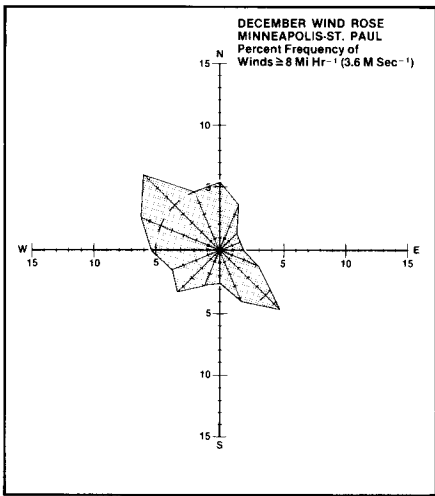 DECEMBER WIND ROSE
MINNEAPOLIS-ST. PAUL
Percent Frequency of
Winds ≧ 8 Mi Hr⁻¹ (3.6 M Sec⁻¹)
N
15
10
5
W
15 10 5
5 10 15
E
5
10
15
S